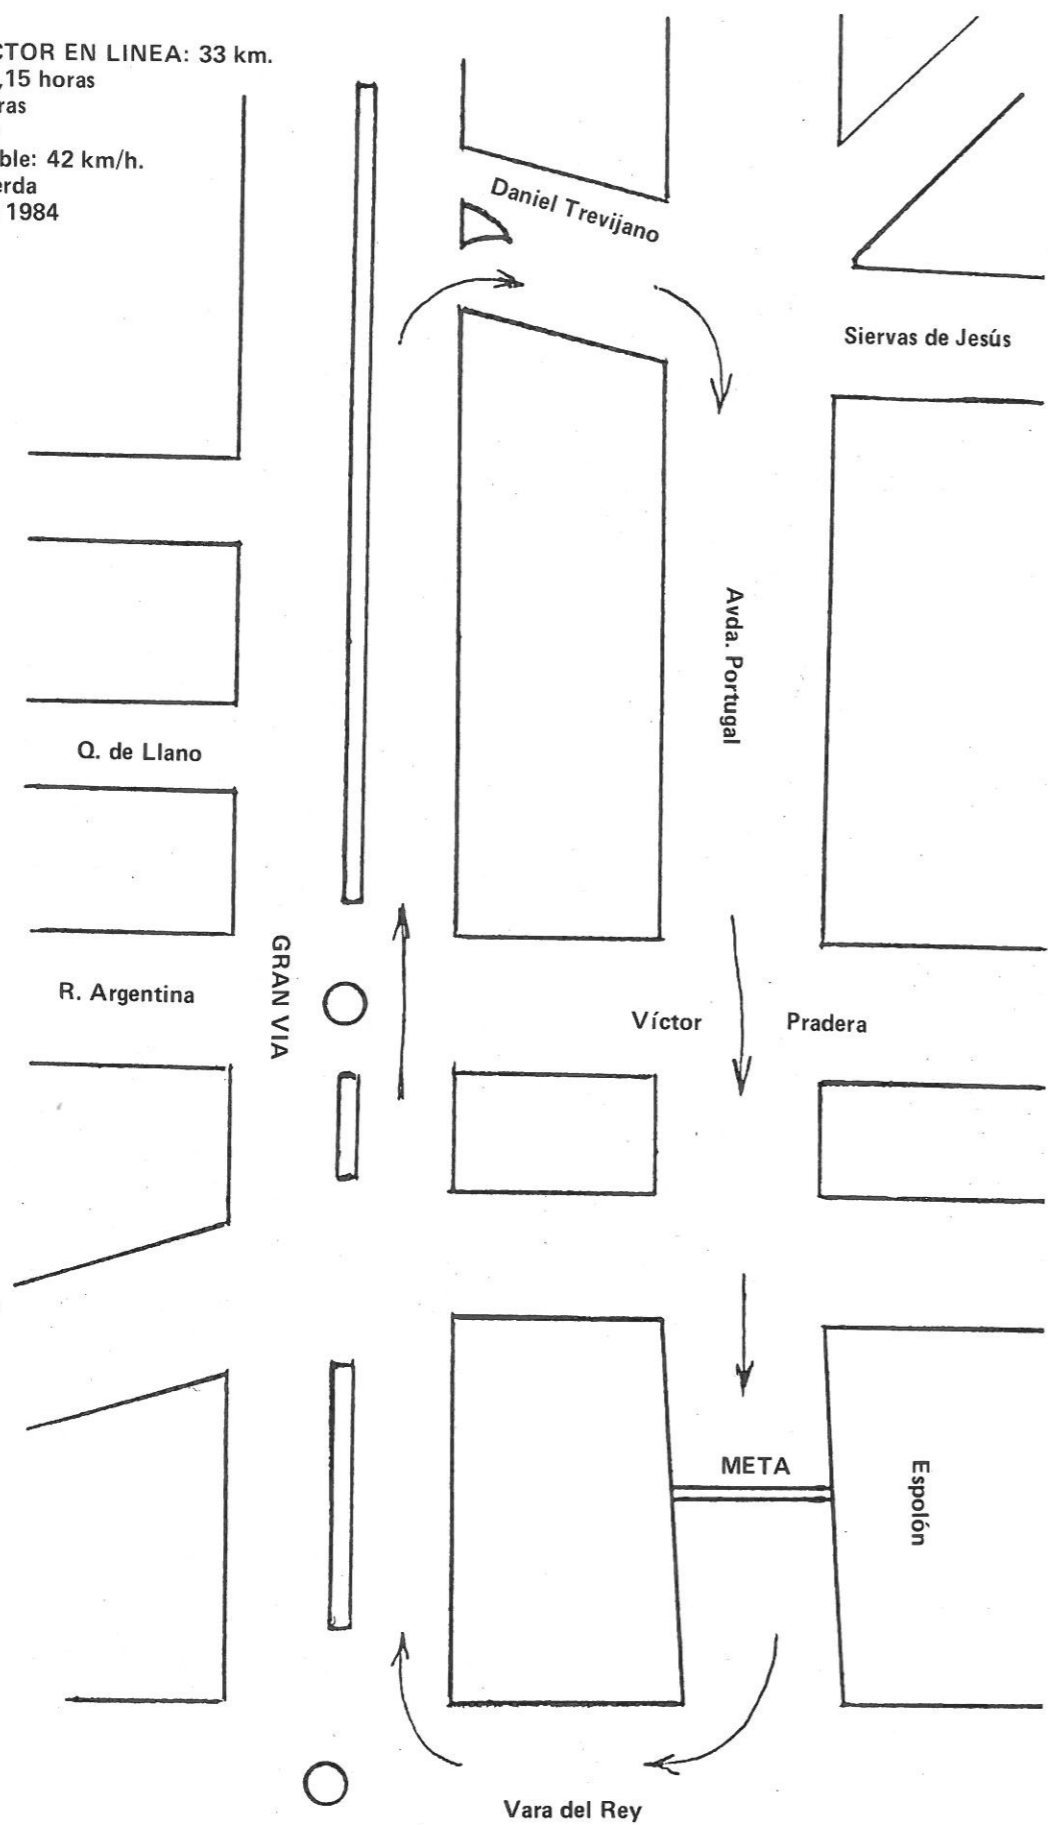 CTOR EN LINEA: 33 km.
,15 horas
ras
ble: 42 km/h.
erda
1984
Daniel Trevijano
Siervas de Jesús
Avda. Portugal
Q. de Llano
GRAN VIA
R. Argentina
Víctor Pradera
META
Espolón
Vara del Rey